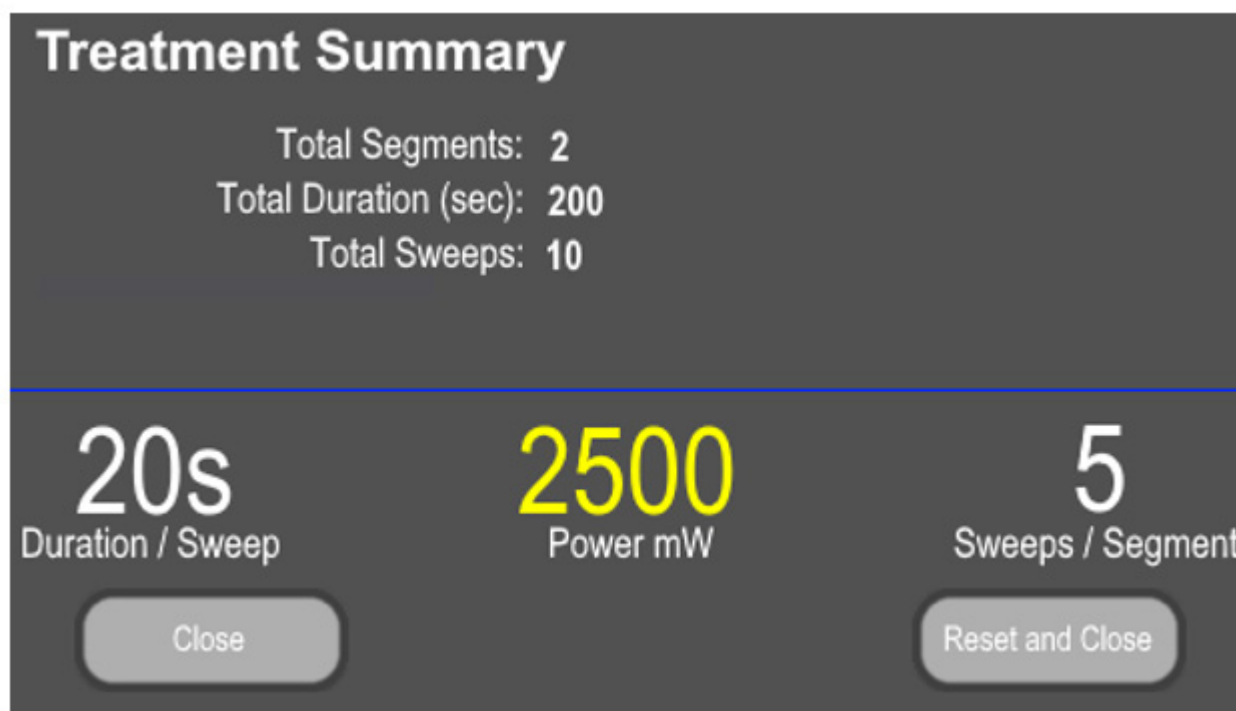 Treatment Summary
Total Segments: 2
Total Duration (sec): 200
Total Sweeps: 10
20s 2500 5
Duration / Sweep Power mW Sweeps / Segment
Close Reset and Close